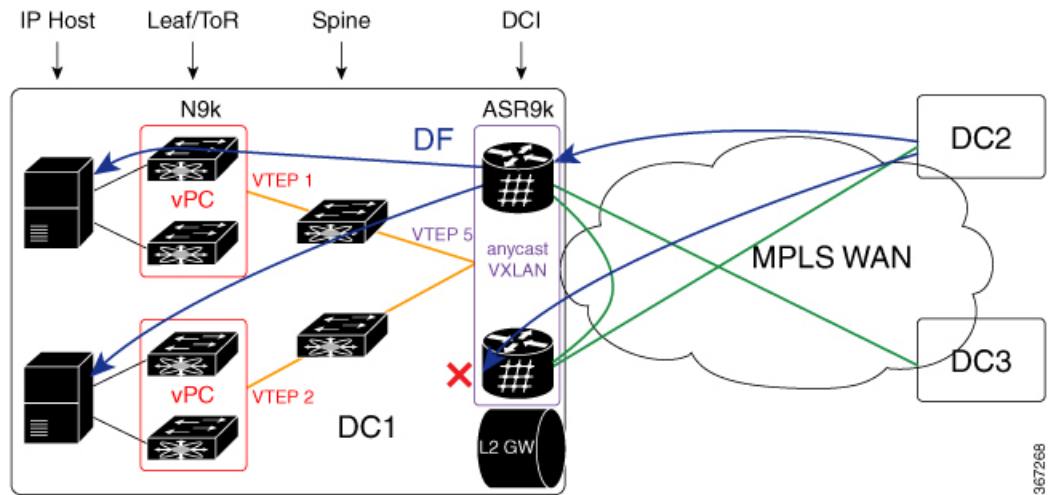 IP Host
Leaf/ToR
Spine
DCI
N9k
ASR9k
DF
DC2
vPC
VTEP 1
VTEP 5
anycast
VXLAN
MPLS WAN
vPC
VTEP 2
DC1
DC3
L2 GW
367268